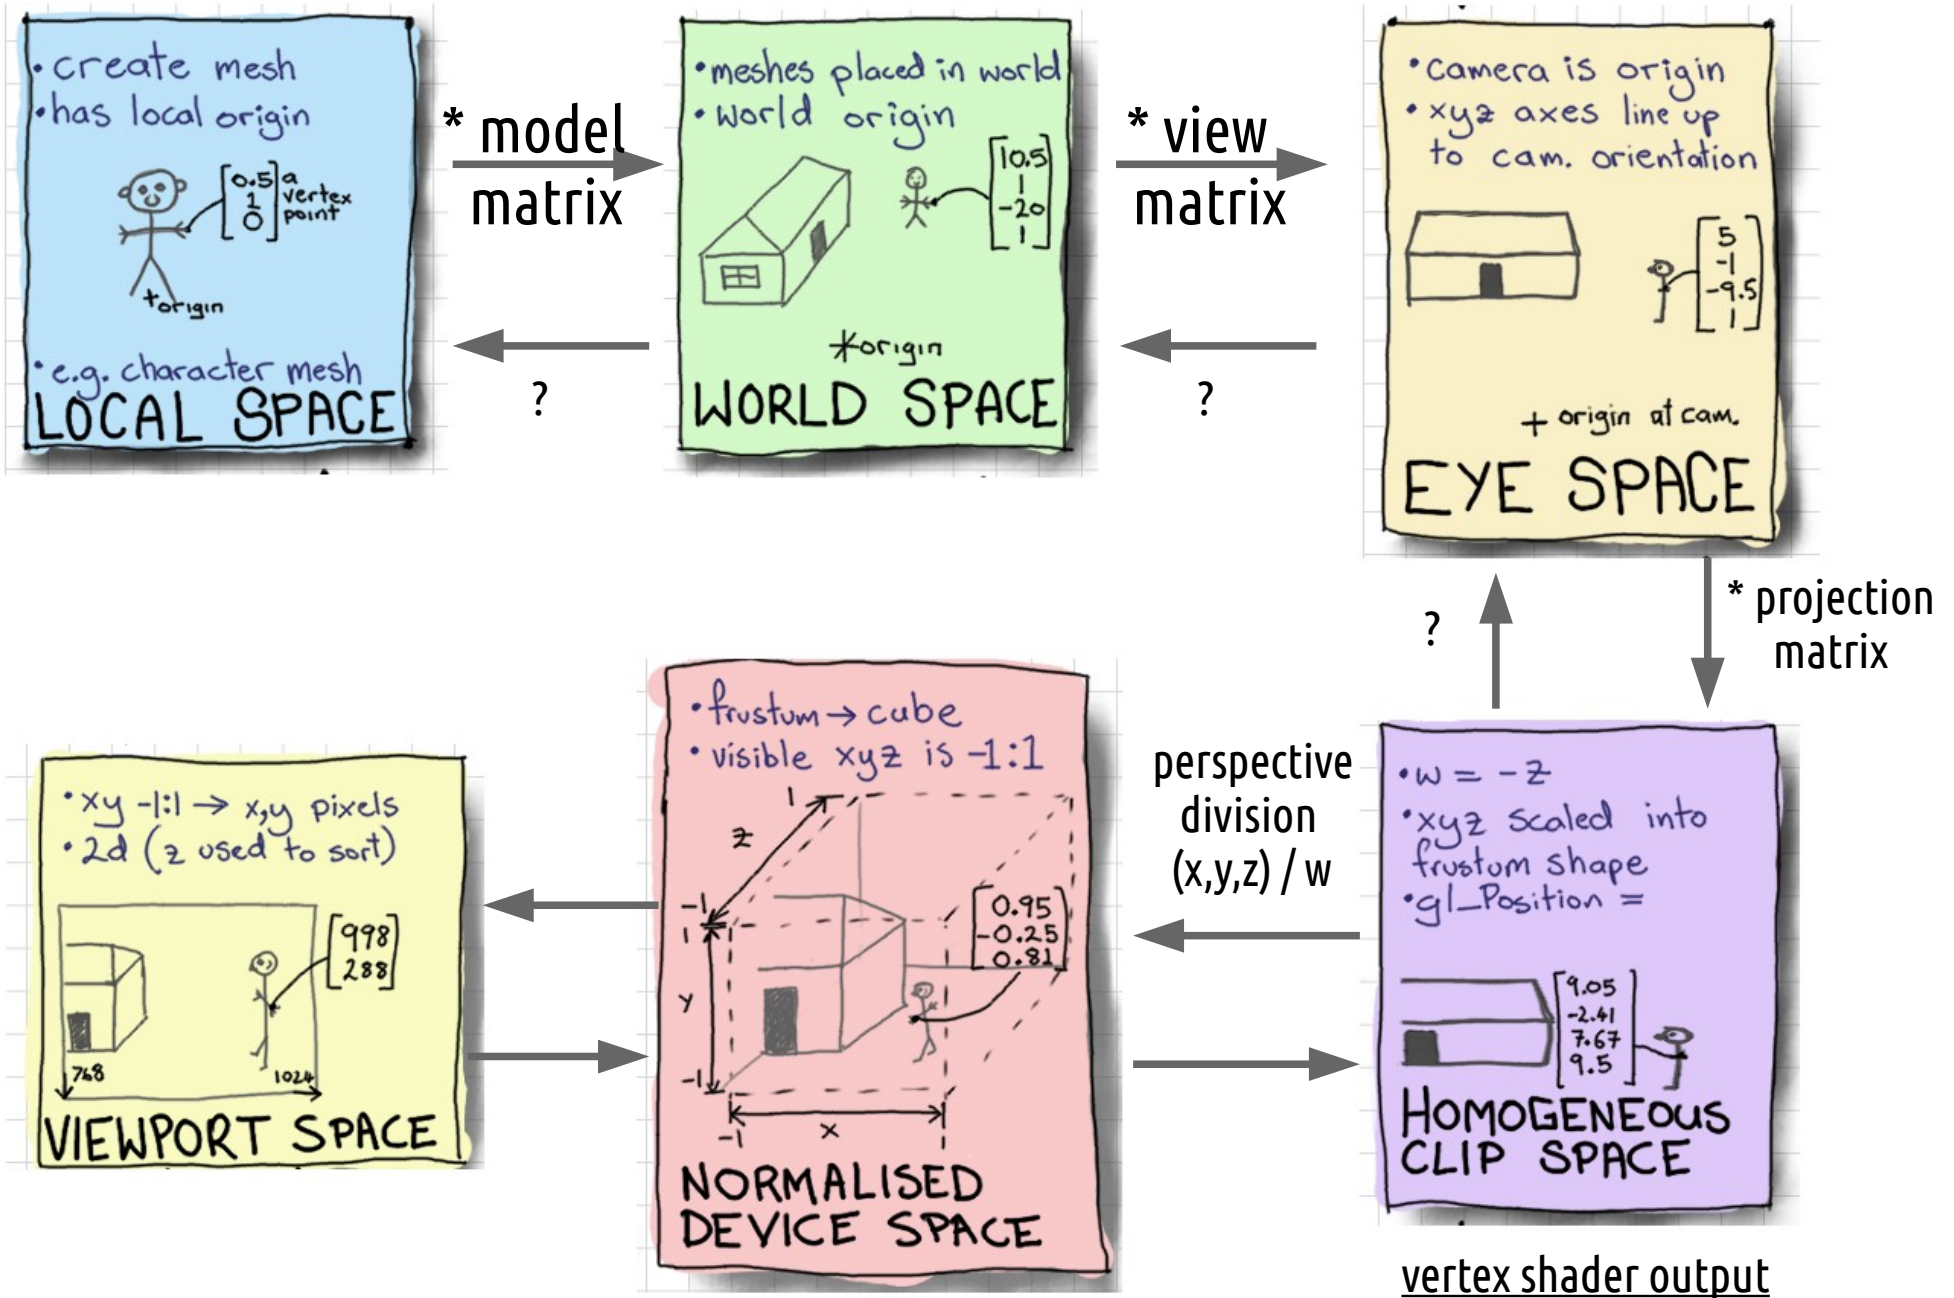 • create mesh
• has local origin
[0.5
1
0]
a
vertex
point
+origin
• e.g. character mesh
LOCAL SPACE
* model
matrix
?
• meshes placed in world
• world origin
[10.5
1
-20
1]
*origin
WORLD SPACE
* view
matrix
?
• camera is origin
• xyz axes line up
to cam. orientation
[5
-1
-9.5
1]
+ origin at cam.
EYE SPACE
?
* projection
matrix
• w = -z
• xyz scaled into
frustum shape
• gl_Position =
[9.05
-2.41
7.67
9.5]
HOMOGENEOUS
CLIP SPACE
vertex shader output
perspective
division
(x,y,z) / w
• frustum → cube
• visible xyz is -1:1
1
z
-1
1
y
-1
-1
x
1
[0.95
-0.25
0.81]
NORMALISED
DEVICE SPACE
• xy -1:1 → x,y pixels
• 2d (z used to sort)
[998
288]
768
1024
VIEWPORT SPACE